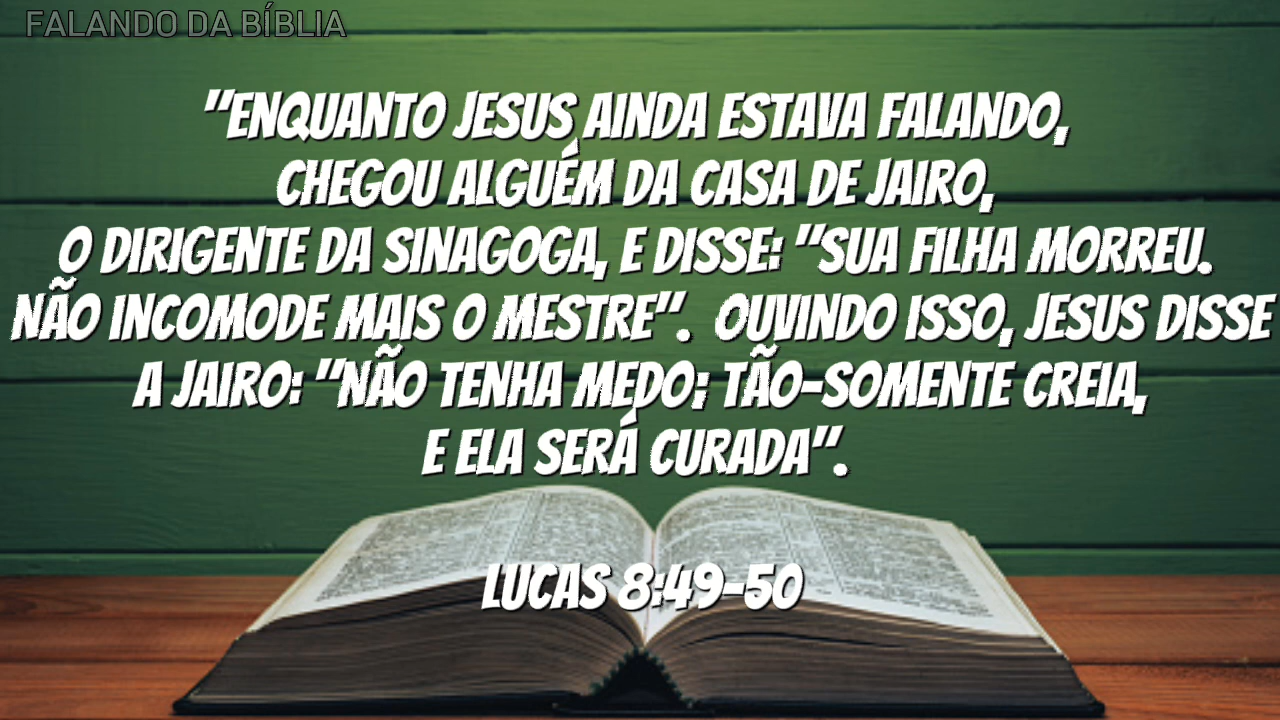 FALANDO DA BÍBLIA
"ENQUANTO JESUS AINDA ESTAVA FALANDO,
CHEGOU ALGUÉM DA CASA DE JAIRO,
O DIRIGENTE DA SINAGOGA, E DISSE: "SUA FILHA MORREU.
NÃO INCOMODE MAIS O MESTRE". OUVINDO ISSO, JESUS DISSE
A JAIRO: "NÃO TENHA MEDO; TÃO-SOMENTE CREIA,
E ELA SERÁ CURADA".
LUCAS 8:49-50